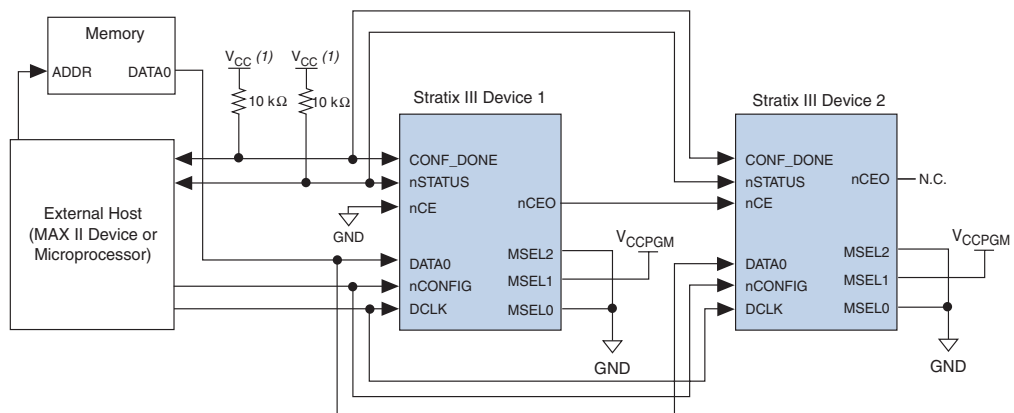 Memory
ADDR
DATA0
V_CC (1)
V_CC (1)
10 kΩ
10 kΩ
External Host
(MAX II Device or
Microprocessor)
GND
Stratix III Device 1
CONF_DONE
nSTATUS
nCE
nCEO
DATA0
nCONFIG
DCLK
MSEL2
MSEL1
MSEL0
V_CCPGM
GND
Stratix III Device 2
CONF_DONE
nSTATUS
nCE
nCEO
N.C.
DATA0
nCONFIG
DCLK
MSEL2
MSEL1
MSEL0
V_CCPGM
GND